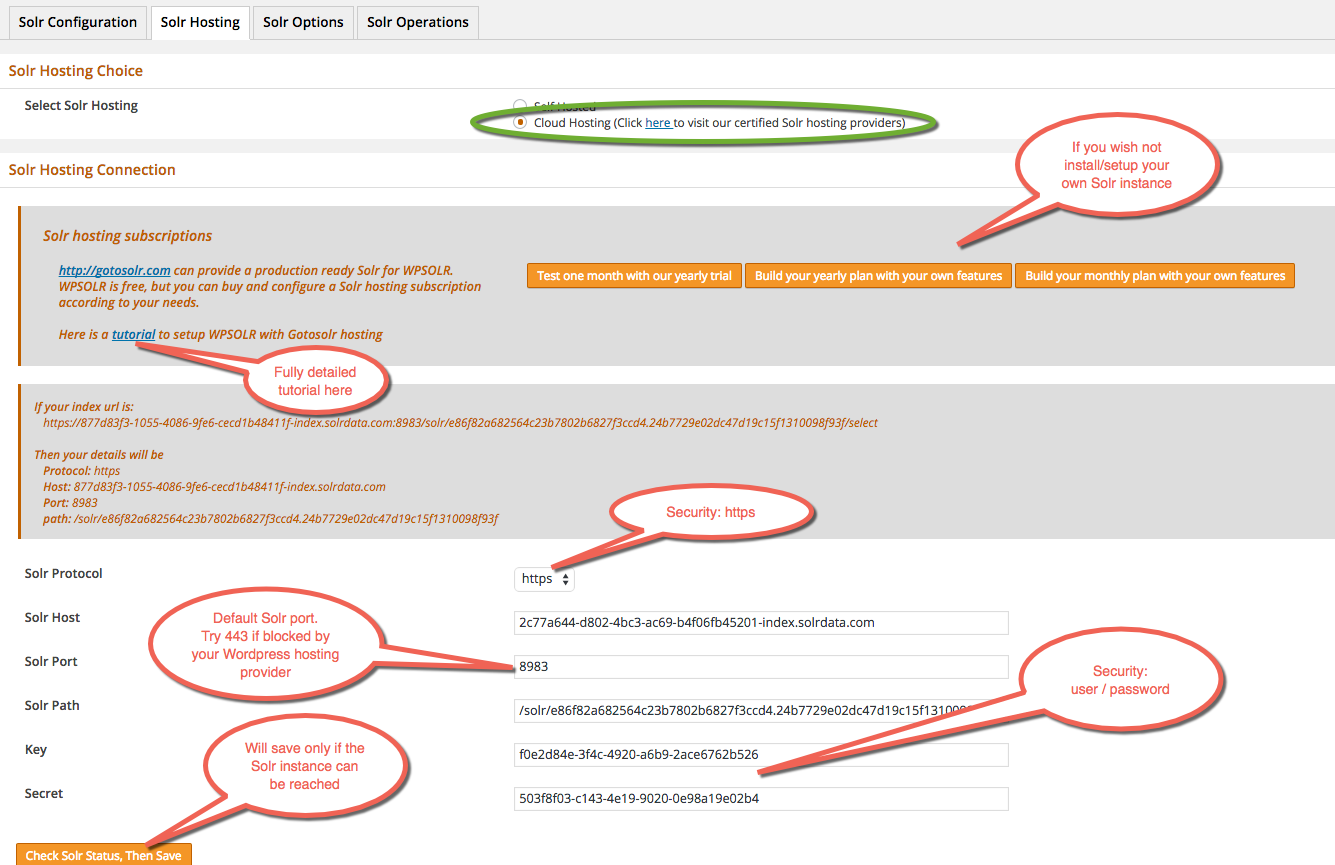 Solr Configuration
Solr Hosting
Solr Options
Solr Operations
Solr Hosting Choice
Select Solr Hosting
Self Hosted
Cloud Hosting (Click here to visit our certified Solr hosting providers)
If you wish not
install/setup your
own Solr instance
Solr Hosting Connection
Solr hosting subscriptions
http://gotosolr.com can provide a production ready Solr for WPSOLR.
WPSOLR is free, but you can buy and configure a Solr hosting subscription
according to your needs.
Test one month with our yearly trial
Build your yearly plan with your own features
Build your monthly plan with your own features
Here is a tutorial to setup WPSOLR with Gotosolr hosting
Fully detailed
tutorial here
If your index url is:
https://877d83f3-1055-4086-9fe6-cecd1b48411f-index.solrdata.com:8983/solr/e86f82a682564c23b7802b6827f3ccd4.24b7729e02dc47d19c15f1310098f93f/select
Then your details will be
Protocol: https
Host: 877d83f3-1055-4086-9fe6-cecd1b48411f-index.solrdata.com
Port: 8983
path: /solr/e86f82a682564c23b7802b6827f3ccd4.24b7729e02dc47d19c15f1310098f93f
Security: https
Solr Protocol
https
Solr Host
2c77a644-d802-4bc3-ac69-b4f06fb45201-index.solrdata.com
Default Solr port.
Try 443 if blocked by
your Wordpress hosting
provider
Solr Port
8983
Security:
user / password
Solr Path
/solr/e86f82a682564c23b7802b6827f3ccd4.24b7729e02dc47d19c15f131009
Will save only if the
Solr instance can
be reached
Key
f0e2d84e-3f4c-4920-a6b9-2ace6762b526
Secret
503f8f03-c143-4e19-9020-0e98a19e02b4
Check Solr Status, Then Save